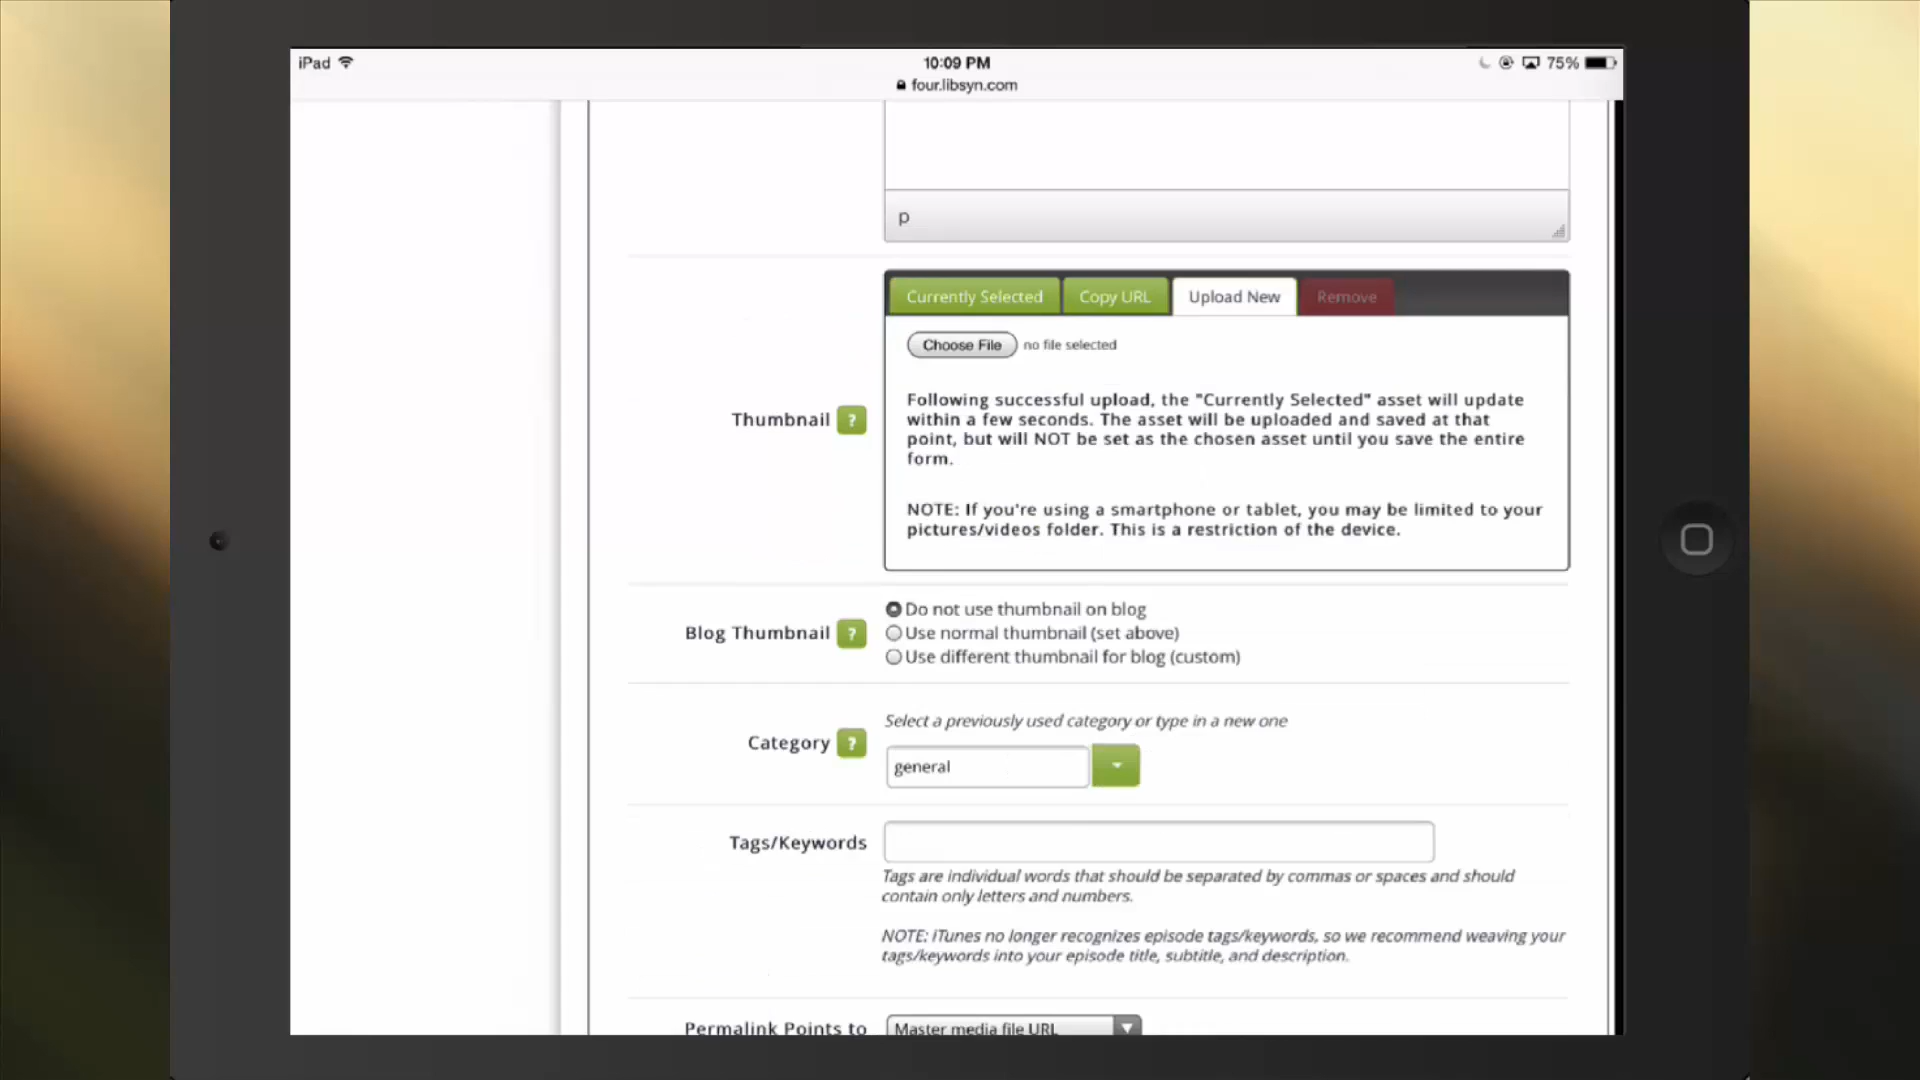 iPad
10:09 PM
75%
four.libsyn.com
p
Currently Selected
Copy URL
Upload New
Remove
Choose File no file selected
Thumbnail ?
Following successful upload, the "Currently Selected" asset will update
within a few seconds. The asset will be uploaded and saved at that
point, but will NOT be set as the chosen asset until you save the entire
form.
NOTE: If you're using a smartphone or tablet, you may be limited to your
pictures/videos folder. This is a restriction of the device.
Blog Thumbnail ?
Do not use thumbnail on blog
Use normal thumbnail (set above)
Use different thumbnail for blog (custom)
Category ?
Select a previously used category or type in a new one
general
Tags/Keywords
Tags are individual words that should be separated by commas or spaces and should
contain only letters and numbers.
NOTE: iTunes no longer recognizes episode tags/keywords, so we recommend weaving your
tags/keywords into your episode title, subtitle, and description.
Permalink Points to
Master media file URL